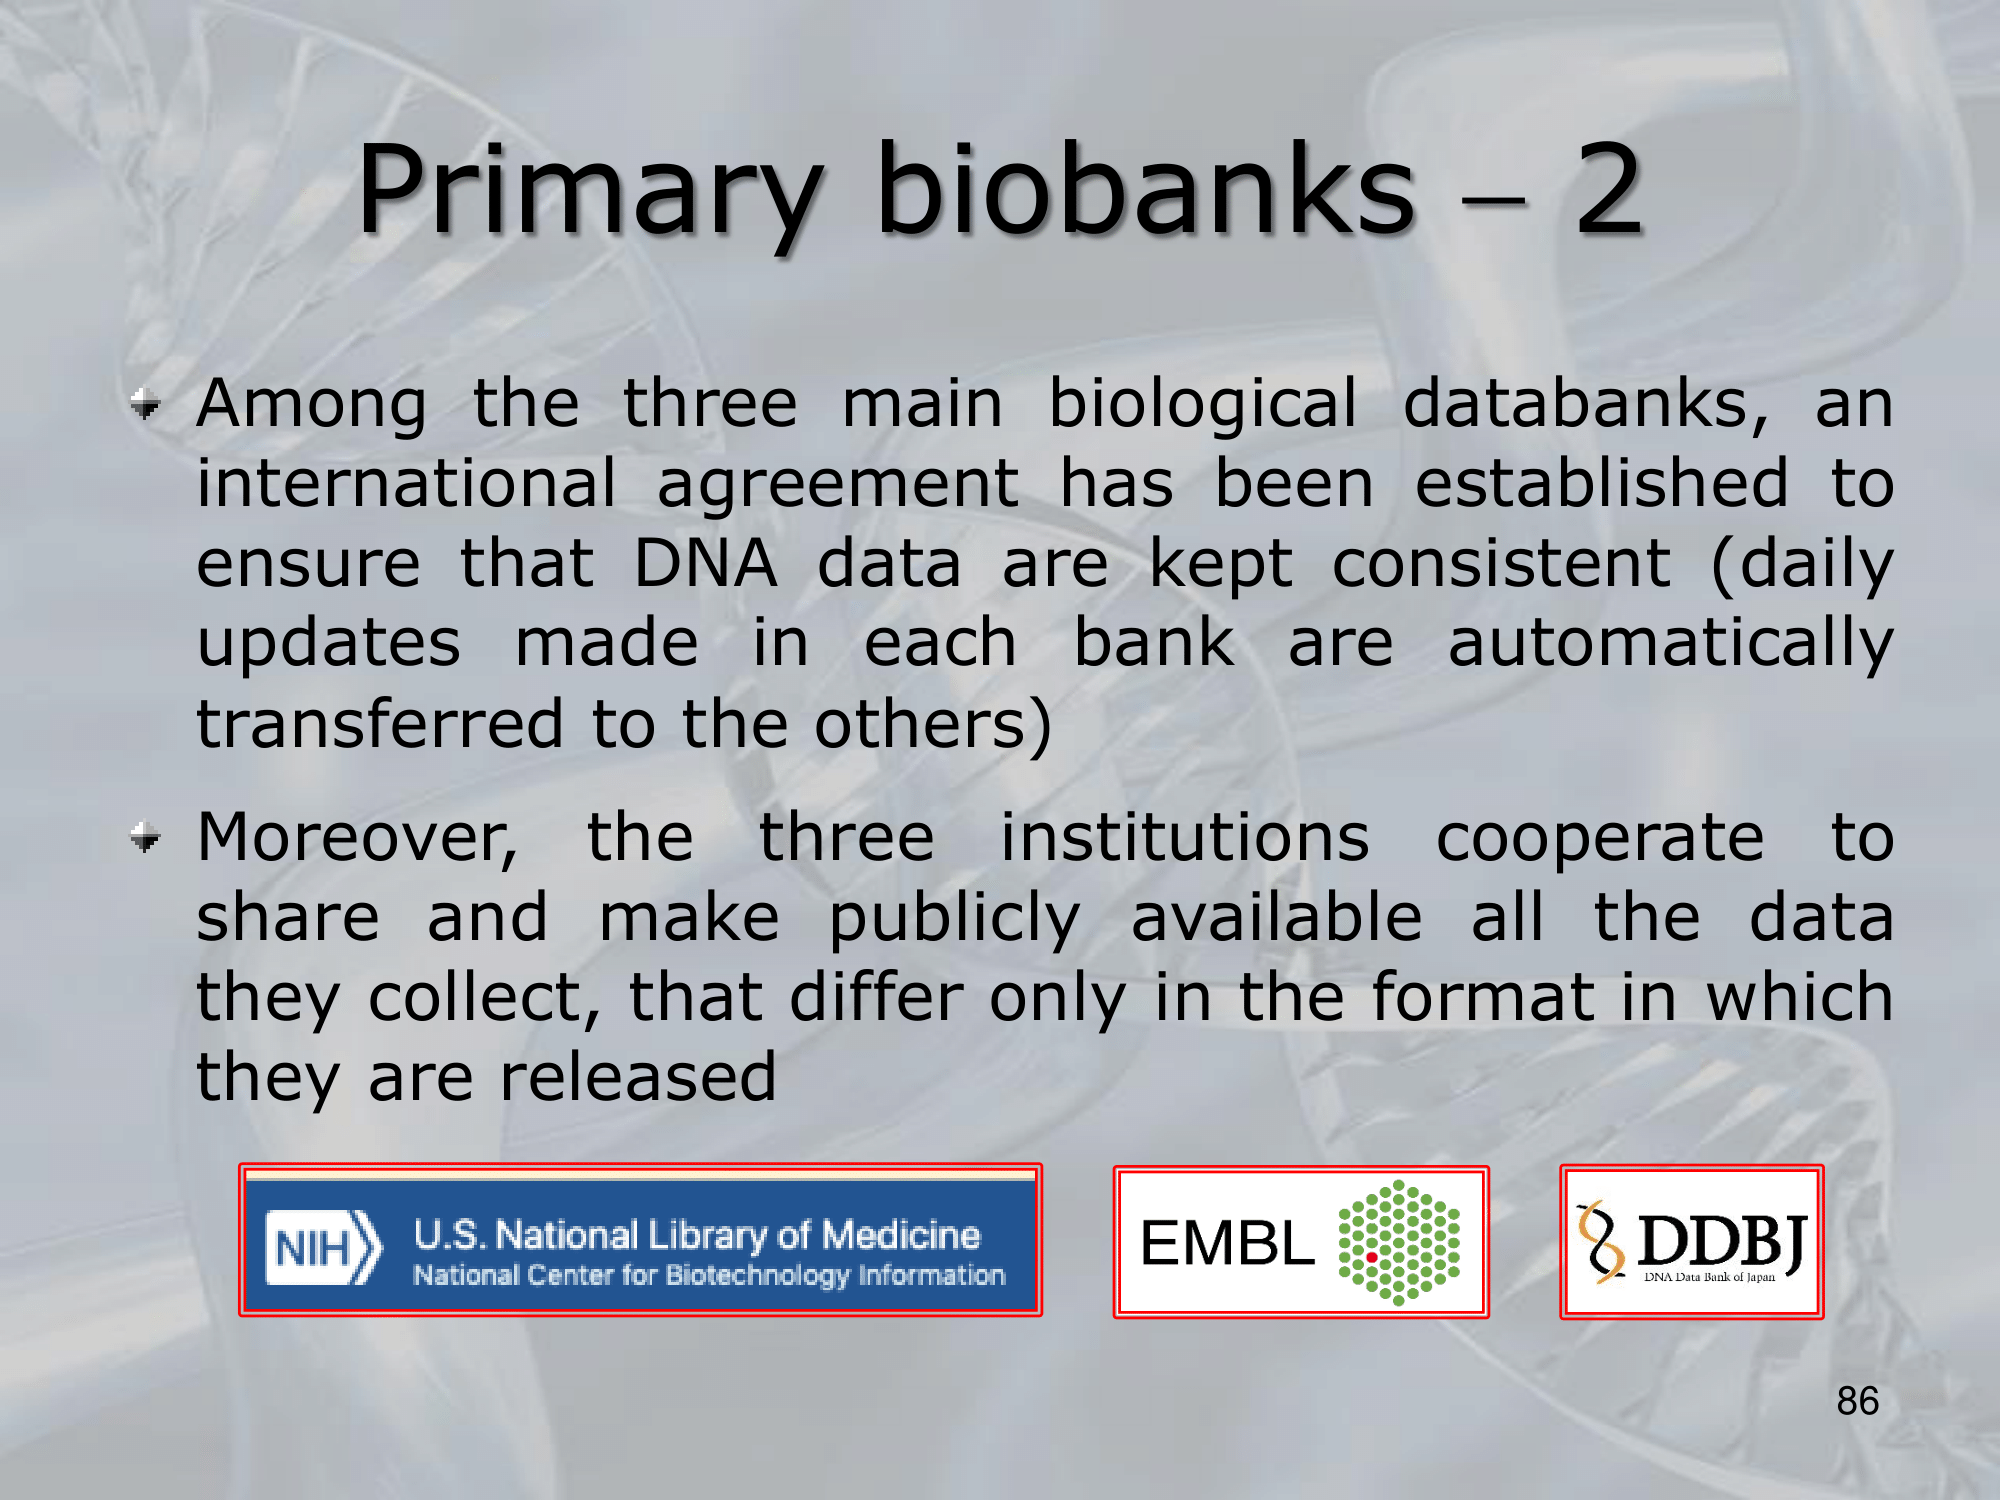 Primary biobanks – 2
Among the three main biological databanks, an
international agreement has been established to
ensure that DNA data are kept consistent (daily
updates made in each bank are automatically
transferred to the others)
Moreover, the three institutions cooperate to
share and make publicly available all the data
they collect, that differ only in the format in which
they are released
NIH
U.S. National Library of Medicine
National Center for Biotechnology Information
EMBL
DDBJ
DNA Data Bank of Japan
86